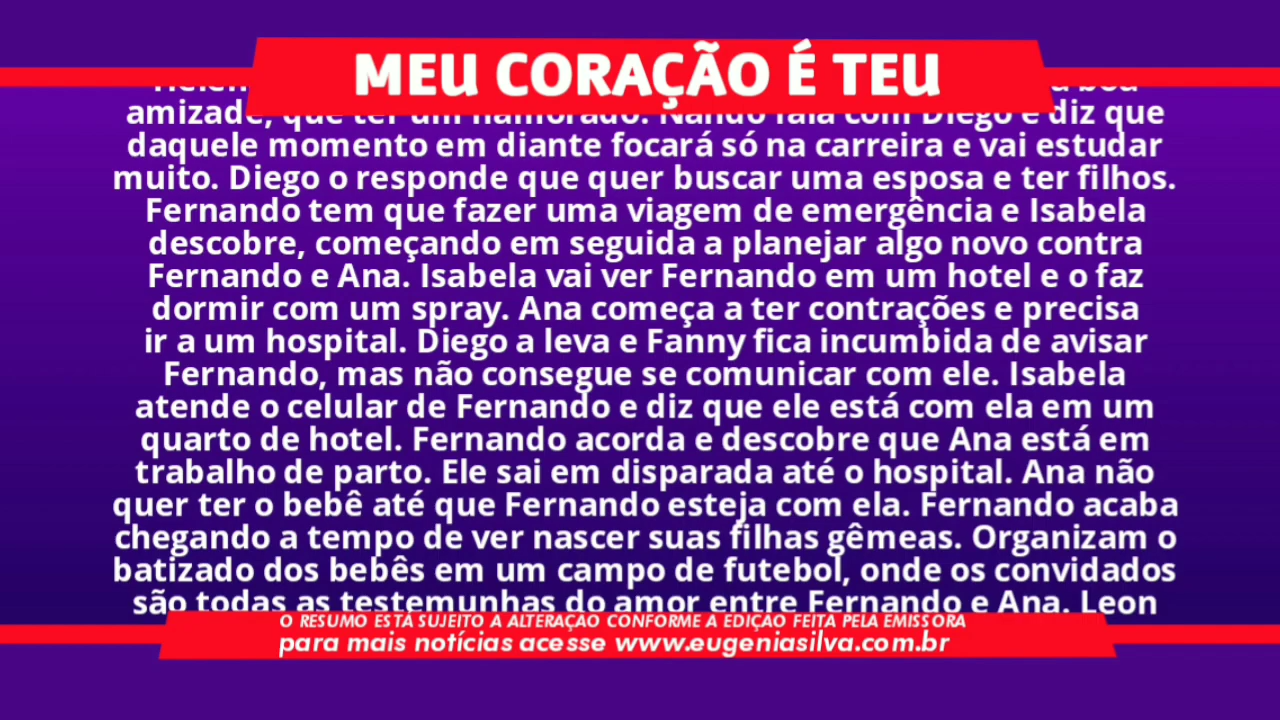 MEU CORAÇÃO É TEU
amizade, que ter um namorado. Nando fala com Diego e diz que
daquele momento em diante focará só na carreira e vai estudar
muito. Diego o responde que quer buscar uma esposa e ter filhos.
Fernando tem que fazer uma viagem de emergência e Isabela
descobre, começando em seguida a planejar algo novo contra
Fernando e Ana. Isabela vai ver Fernando em um hotel e o faz
dormir com um spray. Ana começa a ter contrações e precisa
ir a um hospital. Diego a leva e Fanny fica incumbida de avisar
Fernando, mas não consegue se comunicar com ele. Isabela
atende o celular de Fernando e diz que ele está com ela em um
quarto de hotel. Fernando acorda e descobre que Ana está em
trabalho de parto. Ele sai em disparada até o hospital. Ana não
quer ter o bebê até que Fernando esteja com ela. Fernando acaba
chegando a tempo de ver nascer suas filhas gêmeas. Organizam o
batizado dos bebês em um campo de futebol, onde os convidados
são todas as testemunhas do amor entre Fernando e Ana. Leon
O RESUMO ESTÁ SUJEITO A ALTERAÇÃO CONFORME A EDIÇÃO FEITA PELA EMISSORA
para mais notícias acesse www.eugeniasilva.com.br